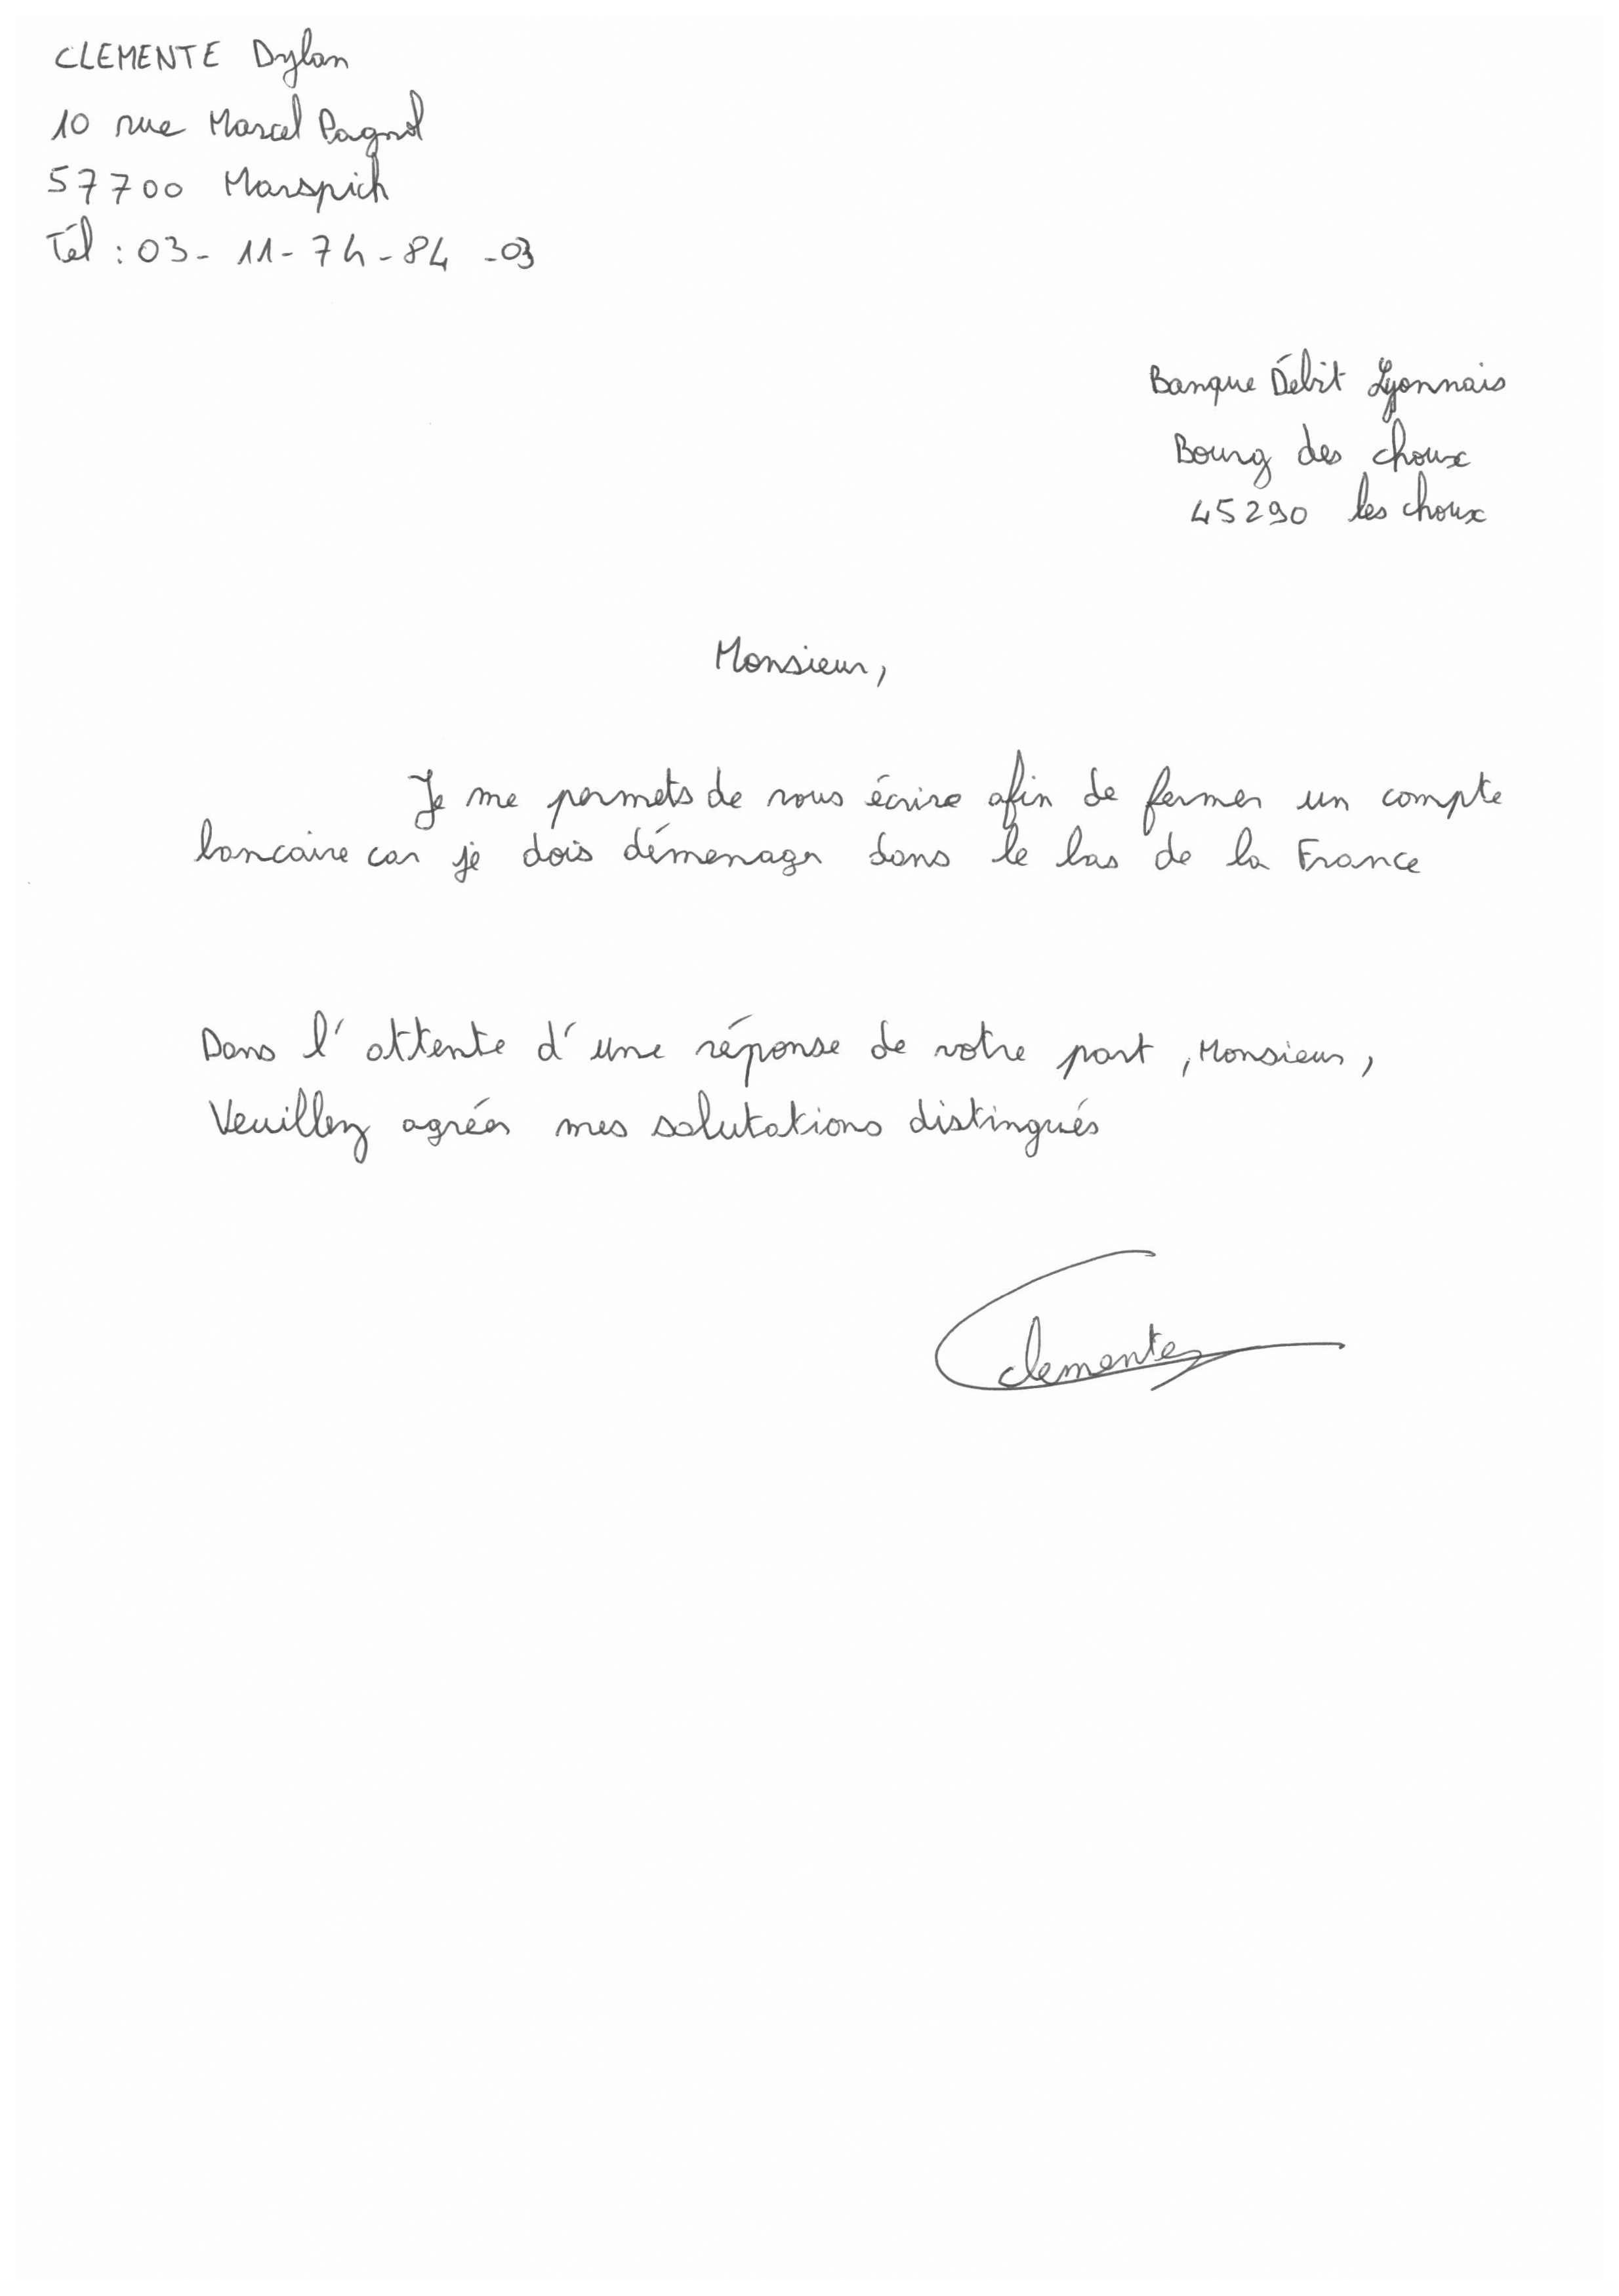 CLEMENTE Dylan
10 rue Marcel Pagnol
57700 Marspich
Tél : 03- 11- 74 - 84 - 03
Banque Débit Lyonnais
Bourg des choux
45290 les choux
Monsieur,
Je me permets de vous écrire afin de fermer un compte
bancaire car je dois démenager dans le bas de la France
Dans l'attente d'une réponse de votre part, Monsieur,
Veuillez agréer mes salutations distingués
Clemente